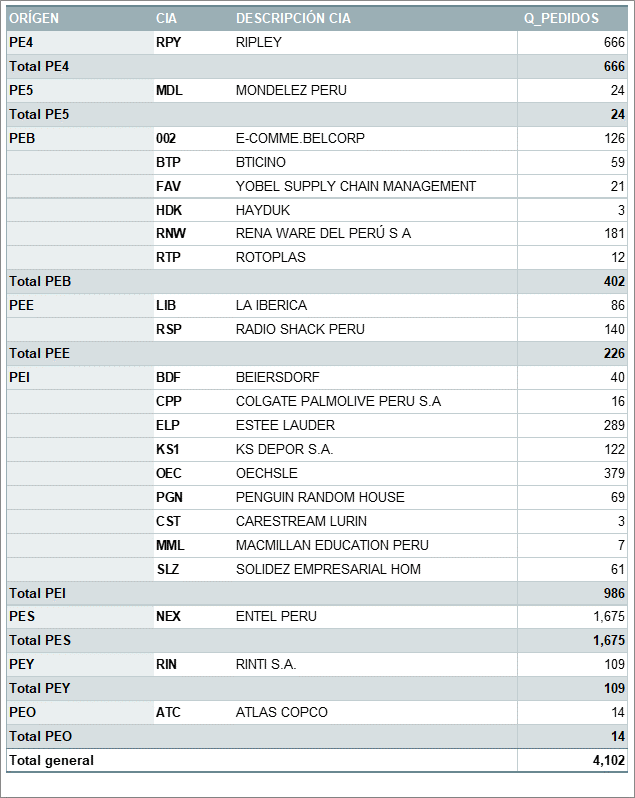 ORÍGEN CIA DESCRIPCIÓN CIA Q_PEDIDOS
PE4 RPY RIPLEY 666
Total PE4 666
PE5 MDL MONDELEZ PERU 24
Total PE5 24
PEB 002 E-COMME.BELCORP 126
BTP BTICINO 59
FAV YOBEL SUPPLY CHAIN MANAGEMENT 21
HDK HAYDUK 3
RNW RENA WARE DEL PERÚ S A 181
RTP ROTOPLAS 12
Total PEB 402
PEE LIB LA IBERICA 86
RSP RADIO SHACK PERU 140
Total PEE 226
PEI BDF BEIERSDORF 40
CPP COLGATE PALMOLIVE PERU S.A 16
ELP ESTEE LAUDER 289
KS1 KS DEPOR S.A. 122
OEC OECHSLE 379
PGN PENGUIN RANDOM HOUSE 69
CST CARESTREAM LURIN 3
MML MACMILLAN EDUCATION PERU 7
SLZ SOLIDEZ EMPRESARIAL HOM 61
Total PEI 986
PES NEX ENTEL PERU 1,675
Total PES 1,675
PEY RIN RINTI S.A. 109
Total PEY 109
PEO ATC ATLAS COPCO 14
Total PEO 14
Total general 4,102